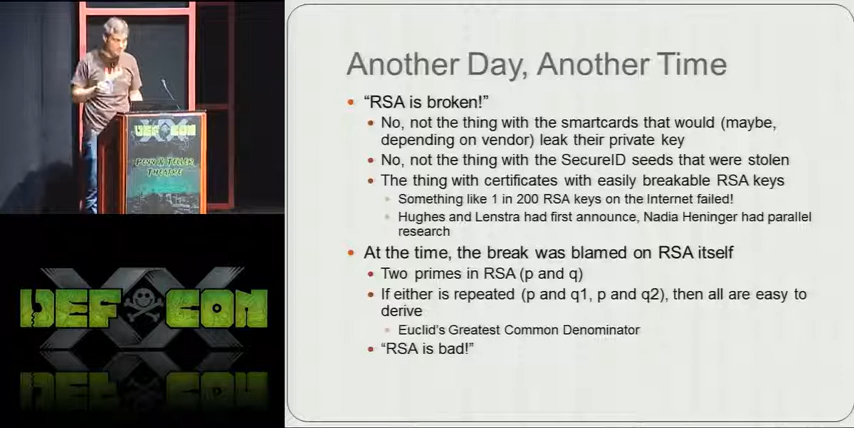 DEFCON
PENN & TELLER
THEATRE
DEF CON
XX
Another Day, Another Time
"RSA is broken!"
No, not the thing with the smartcards that would (maybe,
depending on vendor) leak their private key
No, not the thing with the SecureID seeds that were stolen
The thing with certificates with easily breakable RSA keys
Something like 1 in 200 RSA keys on the Internet failed!
Hughes and Lenstra had first announce, Nadia Heninger had parallel
research
At the time, the break was blamed on RSA itself
Two primes in RSA (p and q)
If either is repeated (p and q1, p and q2), then all are easy to
derive
Euclid's Greatest Common Denominator
"RSA is bad!"